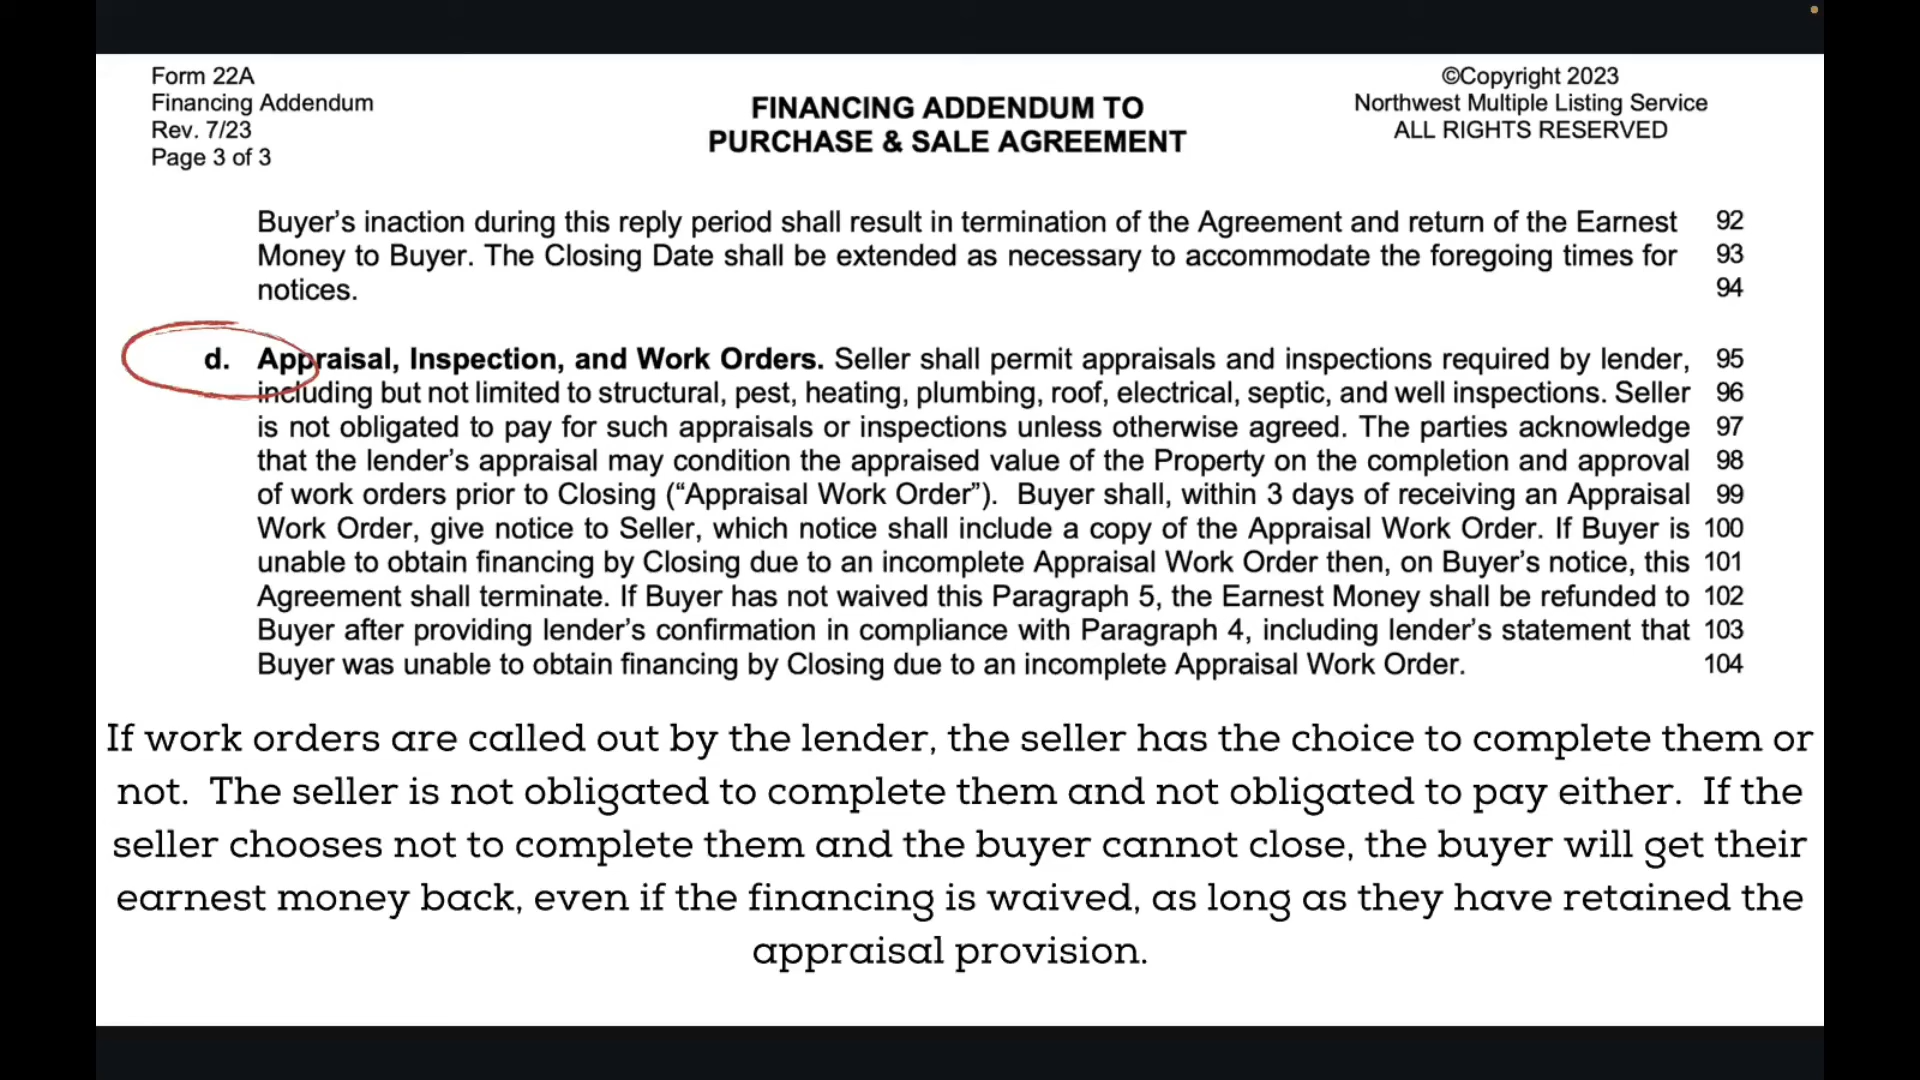 Form 22A
Financing Addendum
Rev. 7/23
Page 3 of 3
FINANCING ADDENDUM TO
PURCHASE & SALE AGREEMENT
©Copyright 2023
Northwest Multiple Listing Service
ALL RIGHTS RESERVED
Buyer’s inaction during this reply period shall result in termination of the Agreement and return of the Earnest 92
Money to Buyer. The Closing Date shall be extended as necessary to accommodate the foregoing times for 93
notices. 94
d. Appraisal, Inspection, and Work Orders. Seller shall permit appraisals and inspections required by lender, 95
including but not limited to structural, pest, heating, plumbing, roof, electrical, septic, and well inspections. Seller 96
is not obligated to pay for such appraisals or inspections unless otherwise agreed. The parties acknowledge 97
that the lender’s appraisal may condition the appraised value of the Property on the completion and approval 98
of work orders prior to Closing (“Appraisal Work Order”). Buyer shall, within 3 days of receiving an Appraisal 99
Work Order, give notice to Seller, which notice shall include a copy of the Appraisal Work Order. If Buyer is 100
unable to obtain financing by Closing due to an incomplete Appraisal Work Order then, on Buyer’s notice, this 101
Agreement shall terminate. If Buyer has not waived this Paragraph 5, the Earnest Money shall be refunded to 102
Buyer after providing lender’s confirmation in compliance with Paragraph 4, including lender’s statement that 103
Buyer was unable to obtain financing by Closing due to an incomplete Appraisal Work Order. 104
If work orders are called out by the lender, the seller has the choice to complete them or
not. The seller is not obligated to complete them and not obligated to pay either. If the
seller chooses not to complete them and the buyer cannot close, the buyer will get their
earnest money back, even if the financing is waived, as long as they have retained the
appraisal provision.